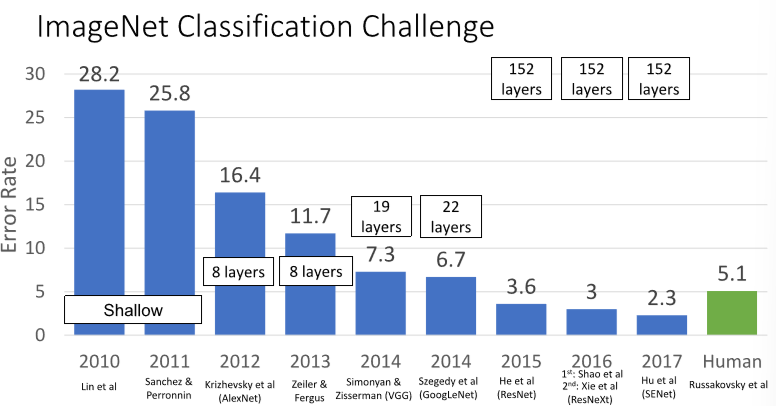 ImageNet Classification Challenge
Error Rate
30
25
20
15
10
5
0
28.2
25.8
16.4
11.7
7.3
6.7
3.6
3
2.3
5.1
Shallow
8 layers
8 layers
19
layers
22
layers
152
layers
152
layers
152
layers
2010
Lin et al
2011
Sanchez &
Perronnin
2012
Krizhevsky et al
(AlexNet)
2013
Zeiler &
Fergus
2014
Simonyan &
Zisserman (VGG)
2014
Szegedy et al
(GoogLeNet)
2015
He et al
(ResNet)
2016
1st: Shao et al
2nd: Xie et al
(ResNeXt)
2017
Hu et al
(SENet)
Human
Russakovsky et al